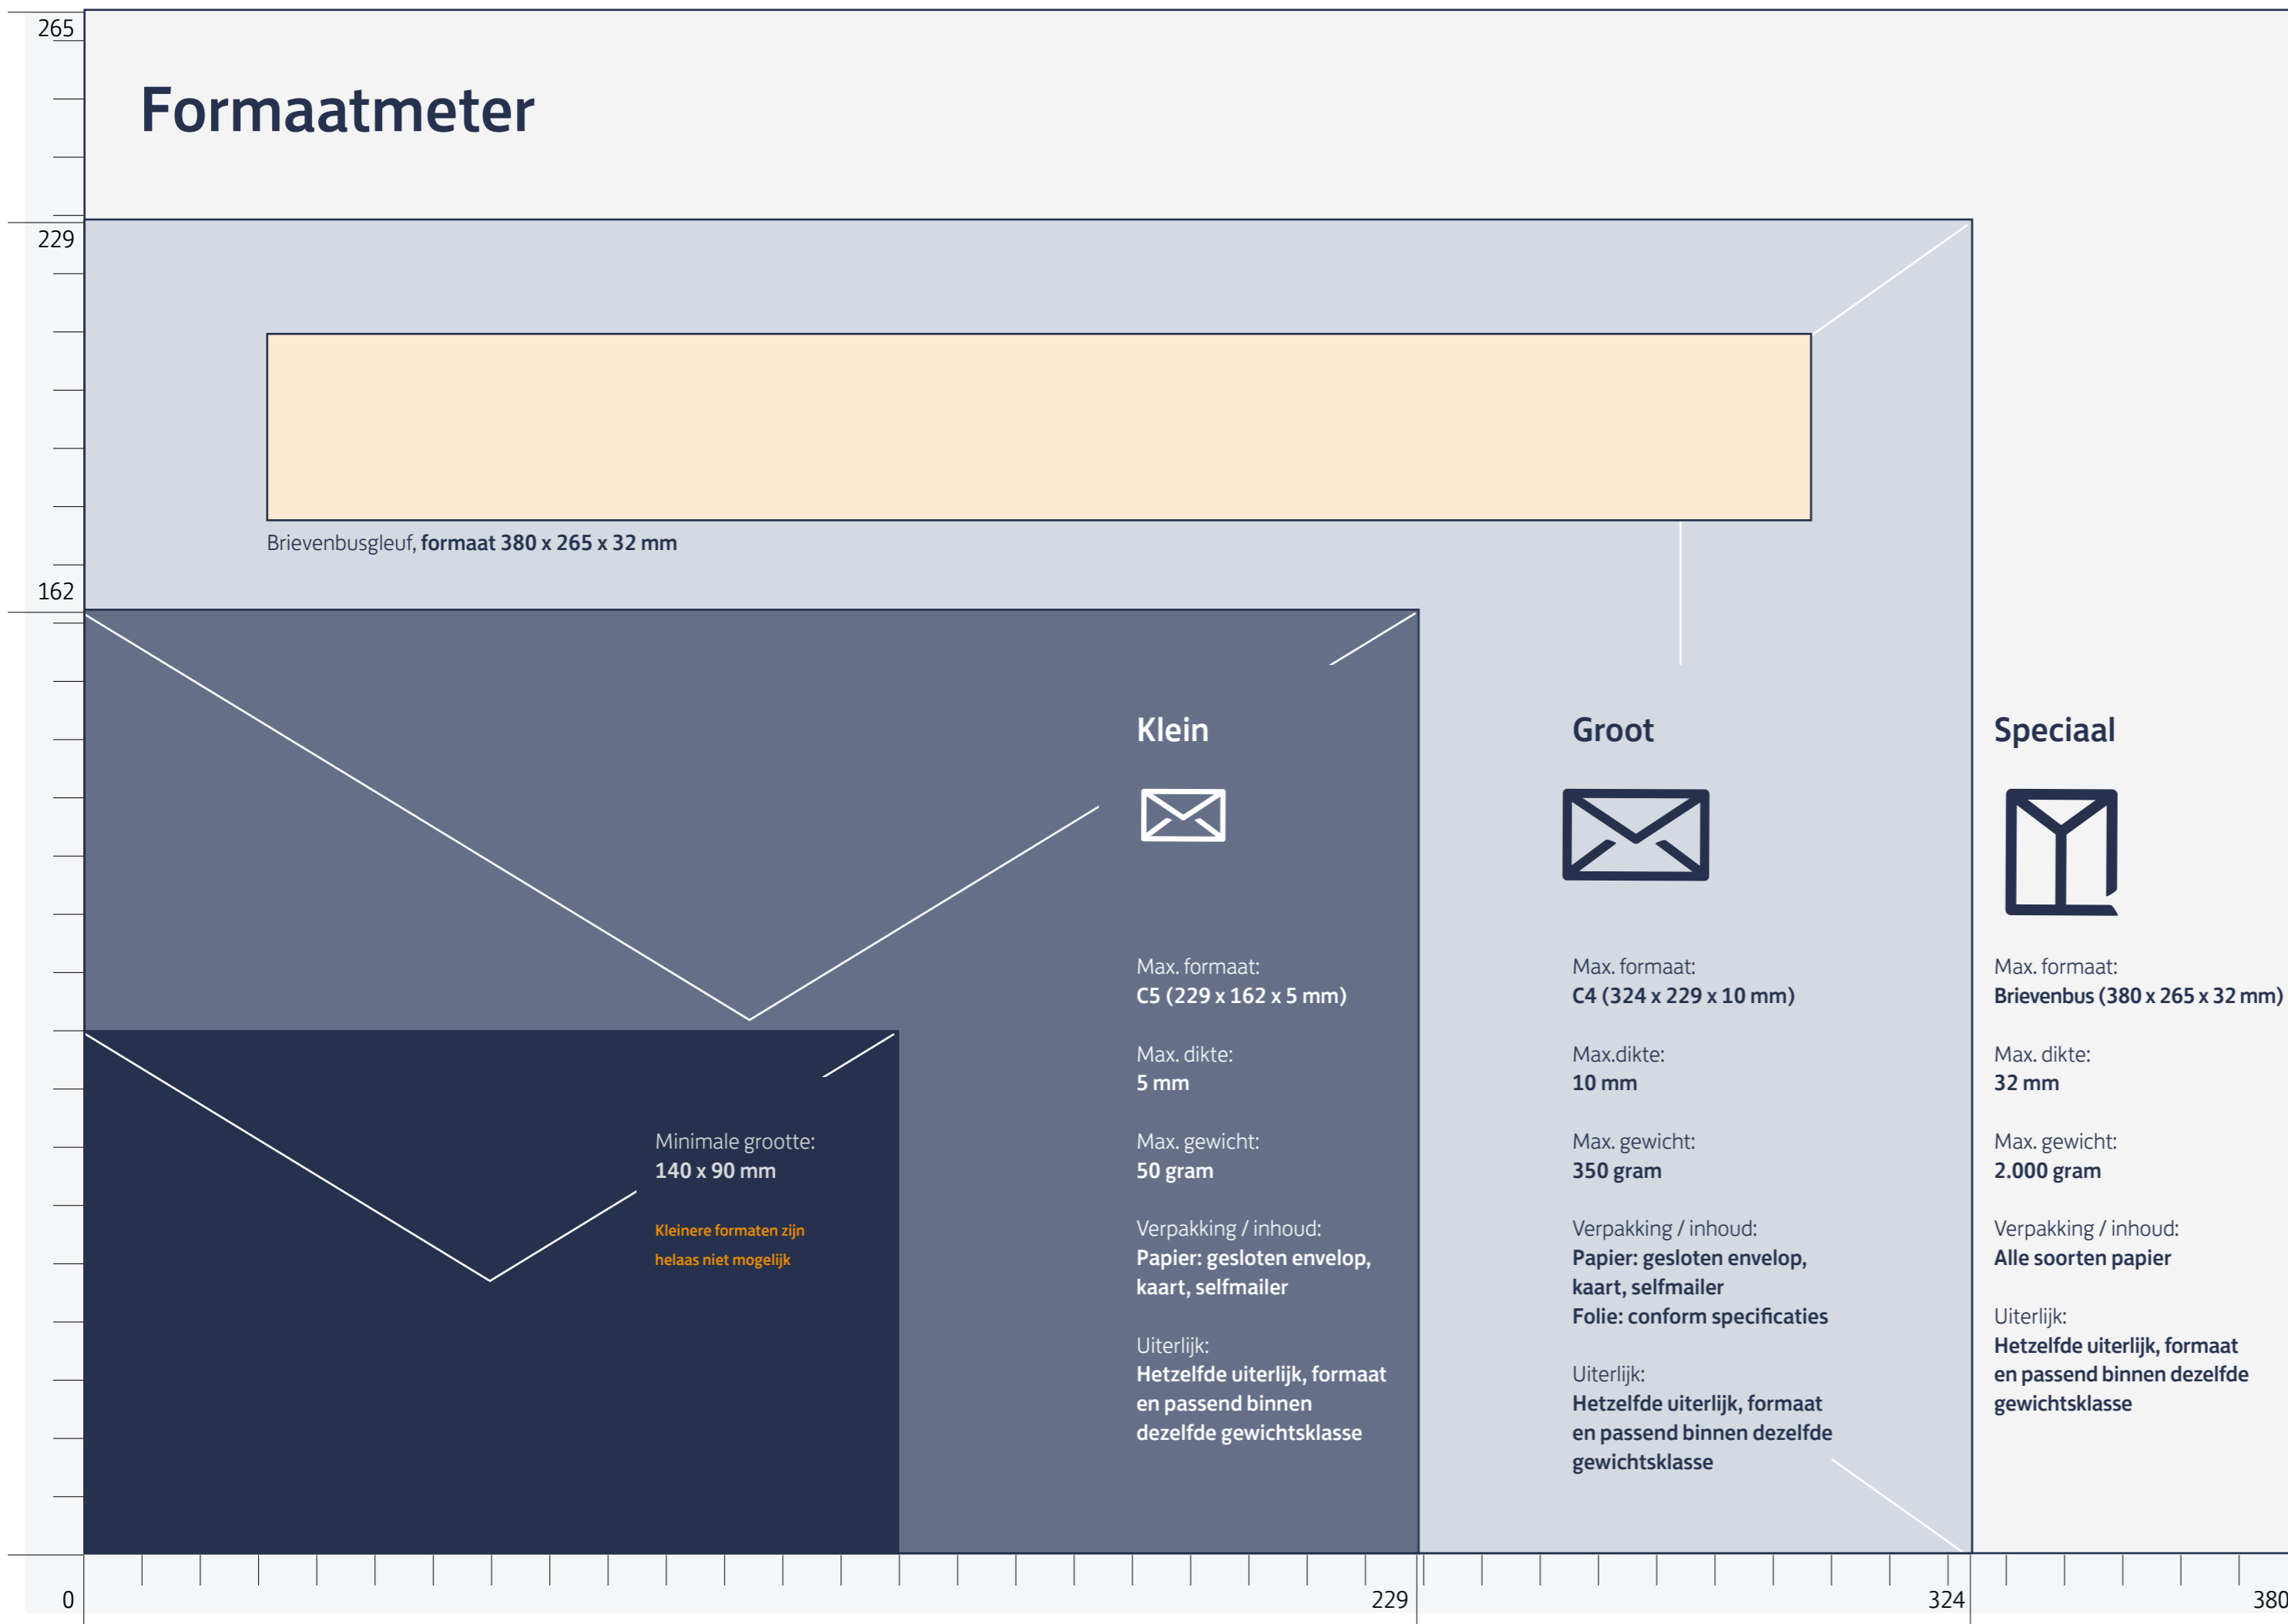 265
Formaatmeter
229
Brievenbusgleuf, formaat 380 x 265 x 32 mm
162
Klein
Max. formaat:
C5 (229 x 162 x 5 mm)
Max. dikte:
5 mm
Max. gewicht:
50 gram
Verpakking / inhoud:
Papier: gesloten envelop,
kaart, selfmailer
Uiterlijk:
Hetzelfde uiterlijk, formaat
en passend binnen
dezelfde gewichtsklasse
Groot
Max. formaat:
C4 (324 x 229 x 10 mm)
Max.dikte:
10 mm
Max. gewicht:
350 gram
Verpakking / inhoud:
Papier: gesloten envelop,
kaart, selfmailer
Folie: conform specificaties
Uiterlijk:
Hetzelfde uiterlijk, formaat
en passend binnen dezelfde
gewichtsklasse
Speciaal
Max. formaat:
Brievenbus (380 x 265 x 32 mm)
Max. dikte:
32 mm
Max. gewicht:
2.000 gram
Verpakking / inhoud:
Alle soorten papier
Uiterlijk:
Hetzelfde uiterlijk, formaat
en passend binnen dezelfde
gewichtsklasse
Minimale grootte:
140 x 90 mm
Kleinere formaten zijn
helaas niet mogelijk
0
229
324
380